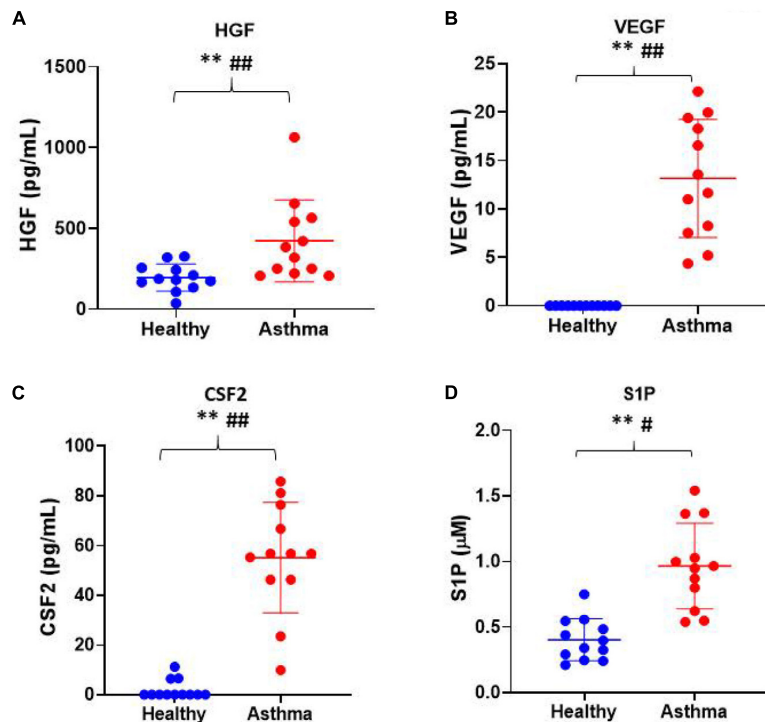 A
HGF
** ##
HGF (pg/mL)
1500
1000
500
0
Healthy
Asthma
B
VEGF
** ##
VEGF (pg/mL)
25
20
15
10
5
0
Healthy
Asthma
C
CSF2
** ##
CSF2 (pg/mL)
100
80
60
40
20
0
Healthy
Asthma
D
S1P
** #
S1P (μM)
2.0
1.5
1.0
0.5
0.0
Healthy
Asthma